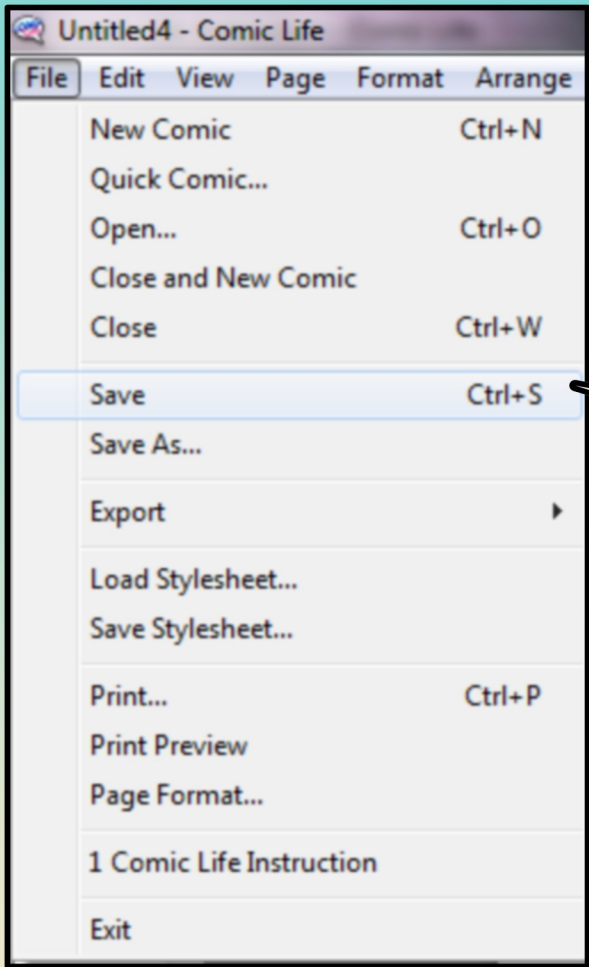 Untitled4 - Comic Life
File Edit View Page Format Arrange
New Comic Ctrl+N
Quick Comic...
Open... Ctrl+O
Close and New Comic
Close Ctrl+W
Save Ctrl+S
Save As...
Export
Load Stylesheet...
Save Stylesheet...
Print... Ctrl+P
Print Preview
Page Format...
1 Comic Life Instruction
Exit